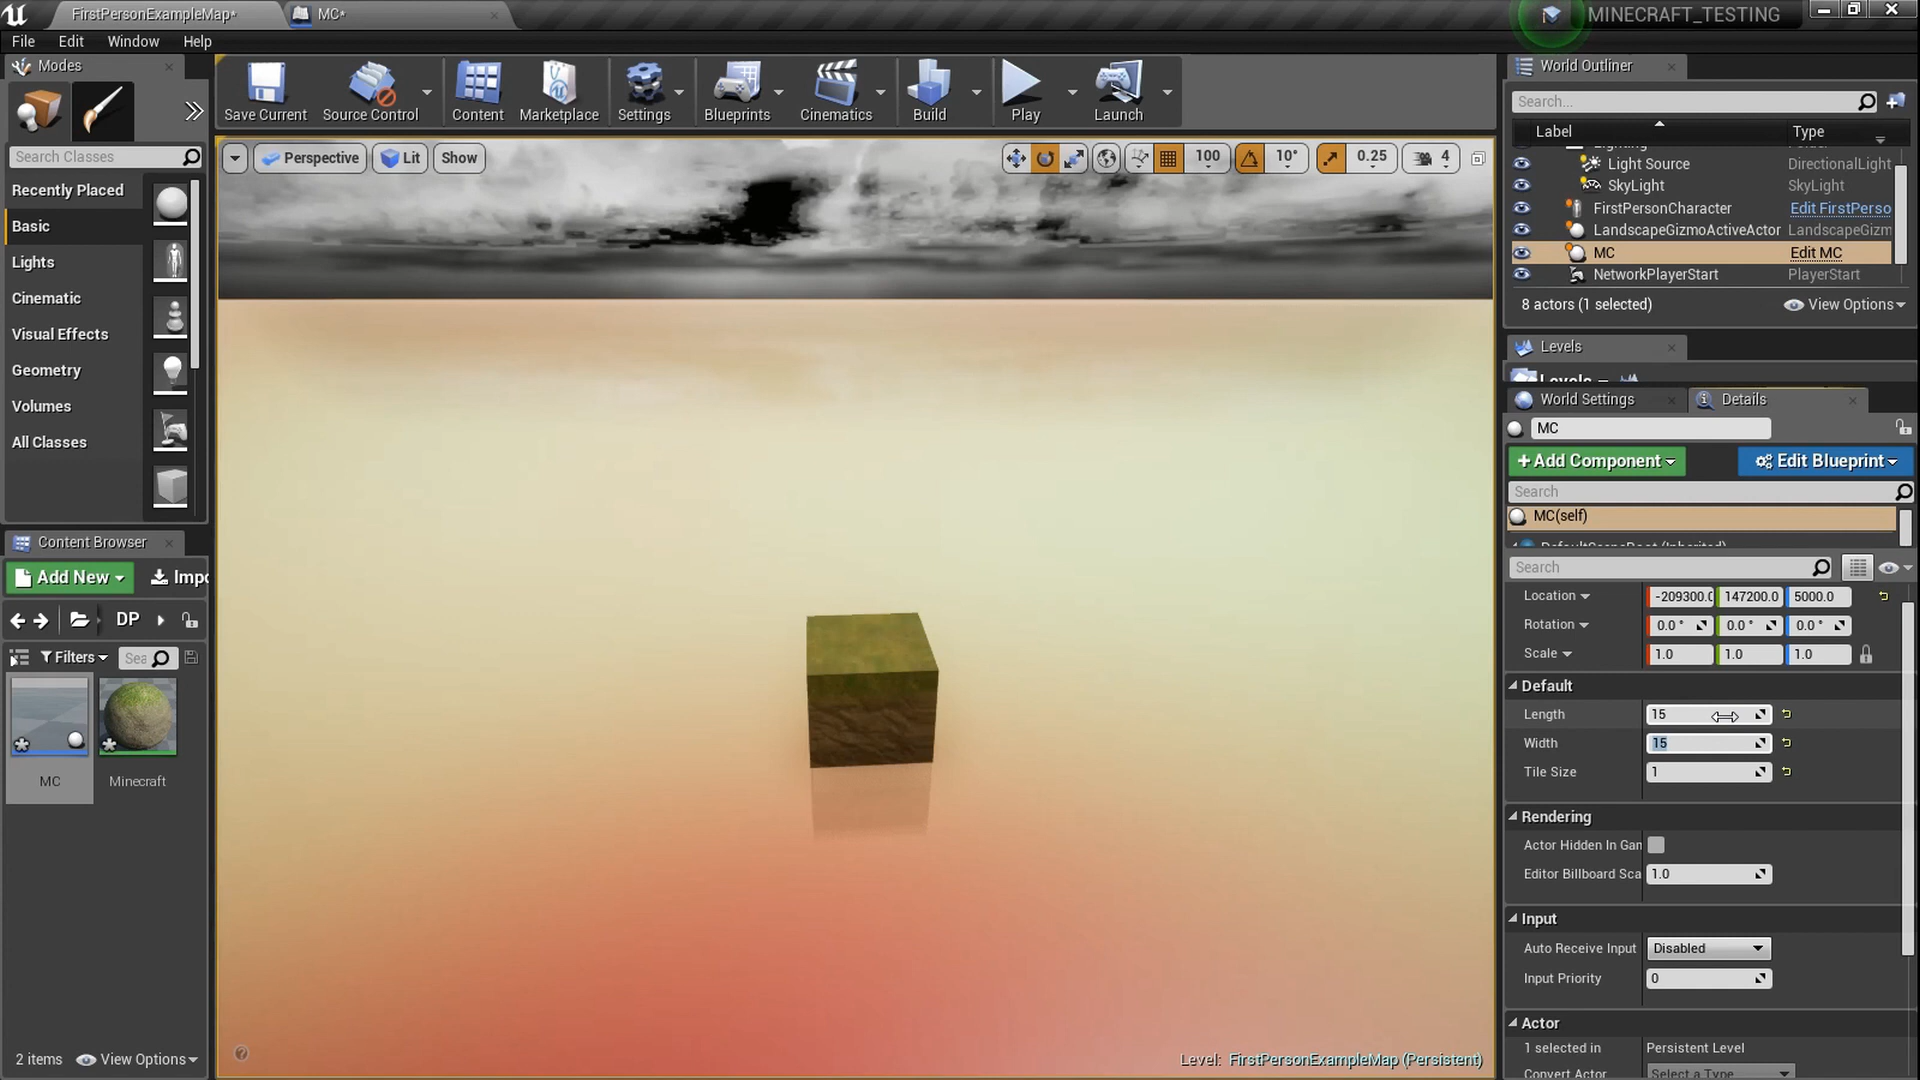 FirstPersonExampleMap*
MC*
MINECRAFT_TESTING
File Edit Window Help
Modes
Search Classes
Recently Placed
Basic
Lights
Cinematic
Visual Effects
Geometry
Volumes
All Classes
Content Browser
Add New
Impo
DP
Filters
Sea
MC
Minecraft
2 items
View Options
Save Current
Source Control
Content
Marketplace
Settings
Blueprints
Cinematics
Build
Play
Launch
Perspective
Lit
Show
100
10°
0.25
4
Level: FirstPersonExampleMap (Persistent)
World Outliner
Search...
Label
Type
Light Source DirectionalLight
SkyLight SkyLight
FirstPersonCharacter Edit FirstPerso
LandscapeGizmoActiveActor LandscapeGizm
MC Edit MC
NetworkPlayerStart PlayerStart
8 actors (1 selected)
View Options
Levels
Levels
World Settings
Details
MC
+Add Component
Edit Blueprint
Search
MC(self)
DefaultSceneRoot (Inherited)
Search
Location -209300.0 147200.0 5000.0
Rotation 0.0 ° 0.0 ° 0.0 °
Scale 1.0 1.0 1.0
Default
Length 15
Width 15
Tile Size 1
Rendering
Actor Hidden In Gan
Editor Billboard Sca 1.0
Input
Auto Receive Input Disabled
Input Priority 0
Actor
1 selected in Persistent Level
Convert Actor Select a Type